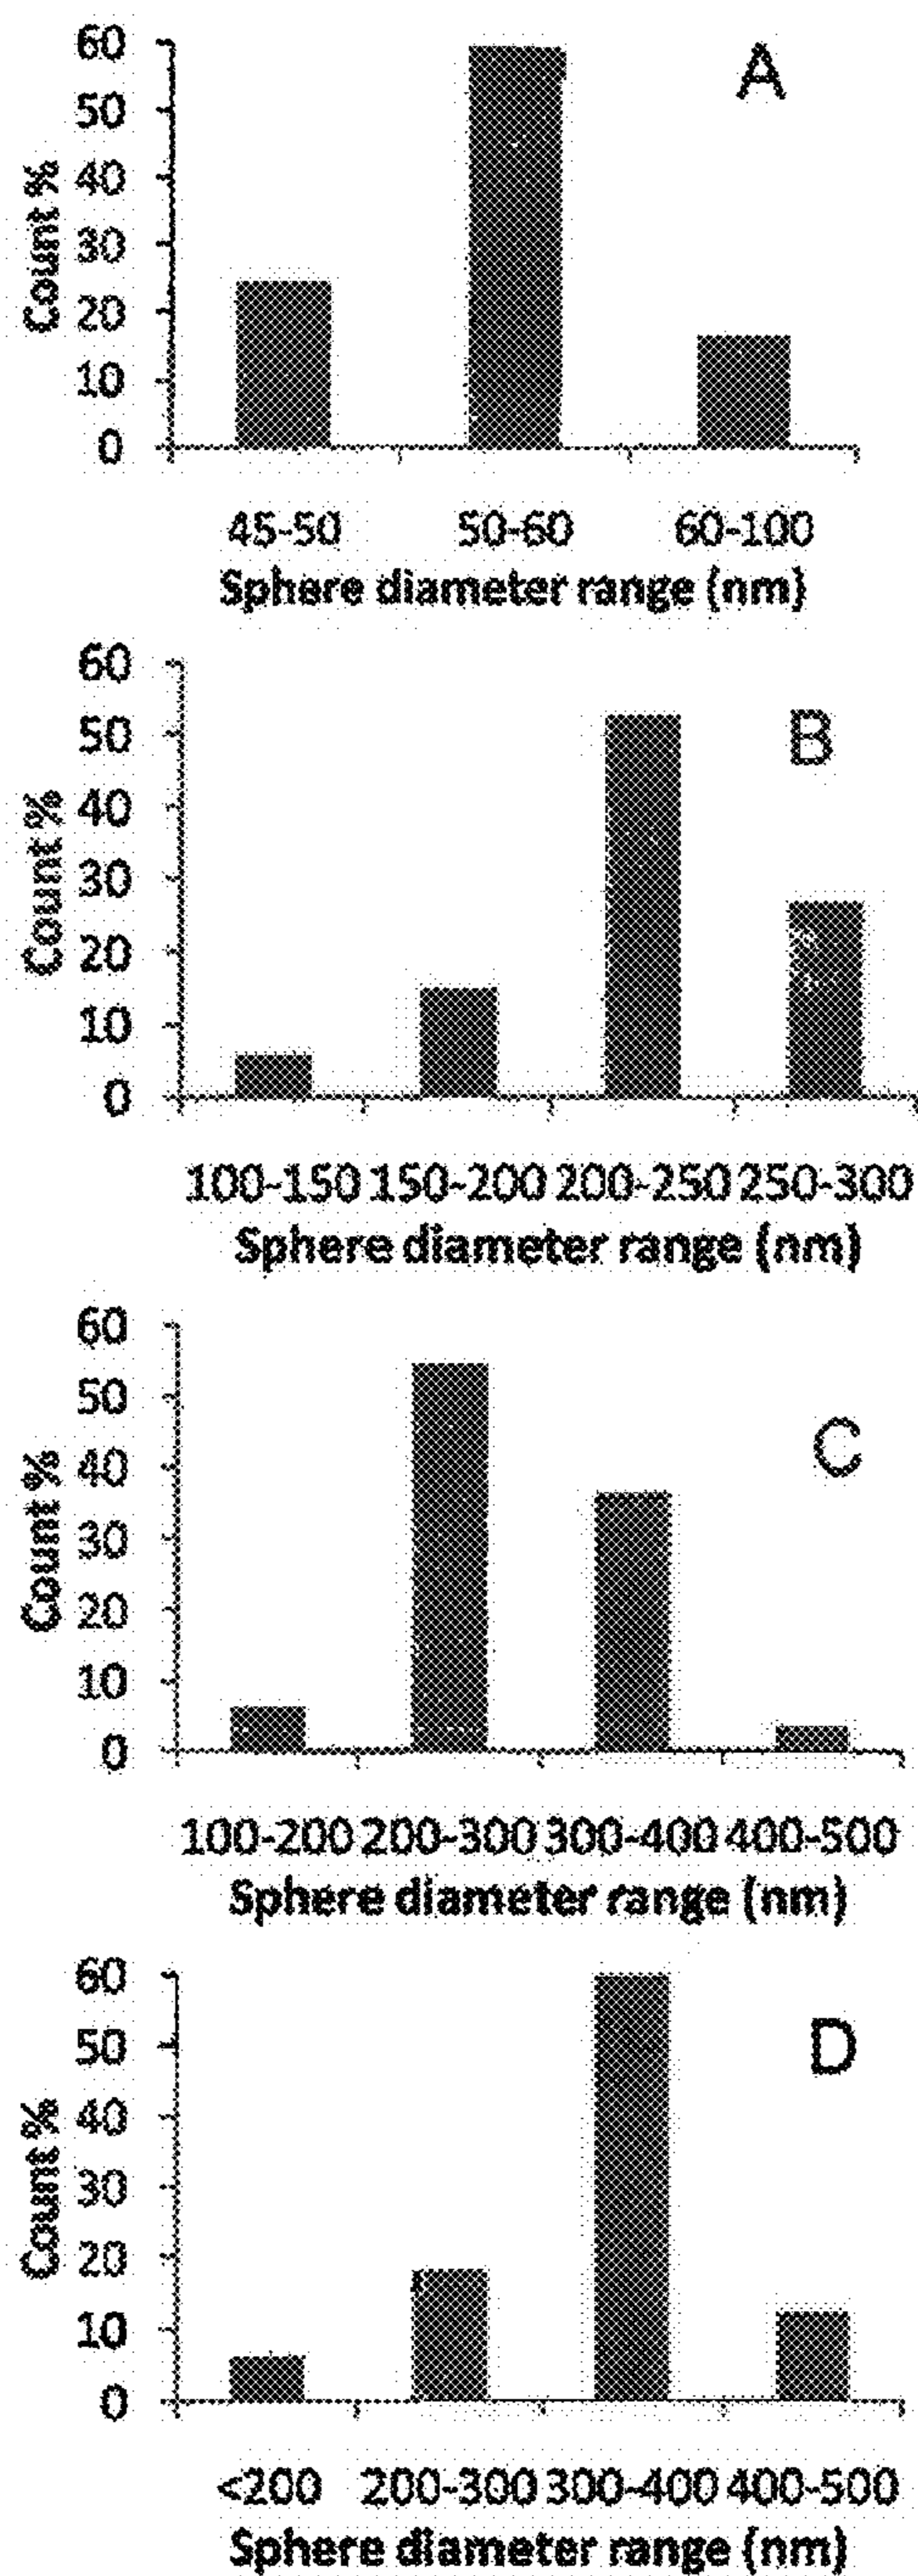 60
A
50
40
30
20
10
0
Count %
45-50 50-60 60-100
Sphere diameter range (nm)
60
B
50
40
30
20
10
0
Count %
100-150 150-200 200-250 250-300
Sphere diameter range (nm)
60
50
C
40
30
20
10
0
Count %
100-200 200-300 300-400 400-500
Sphere diameter range (nm)
60
D
50
40
30
20
10
0
Count %
<200 200-300 300-400 400-500
Sphere diameter range (nm)